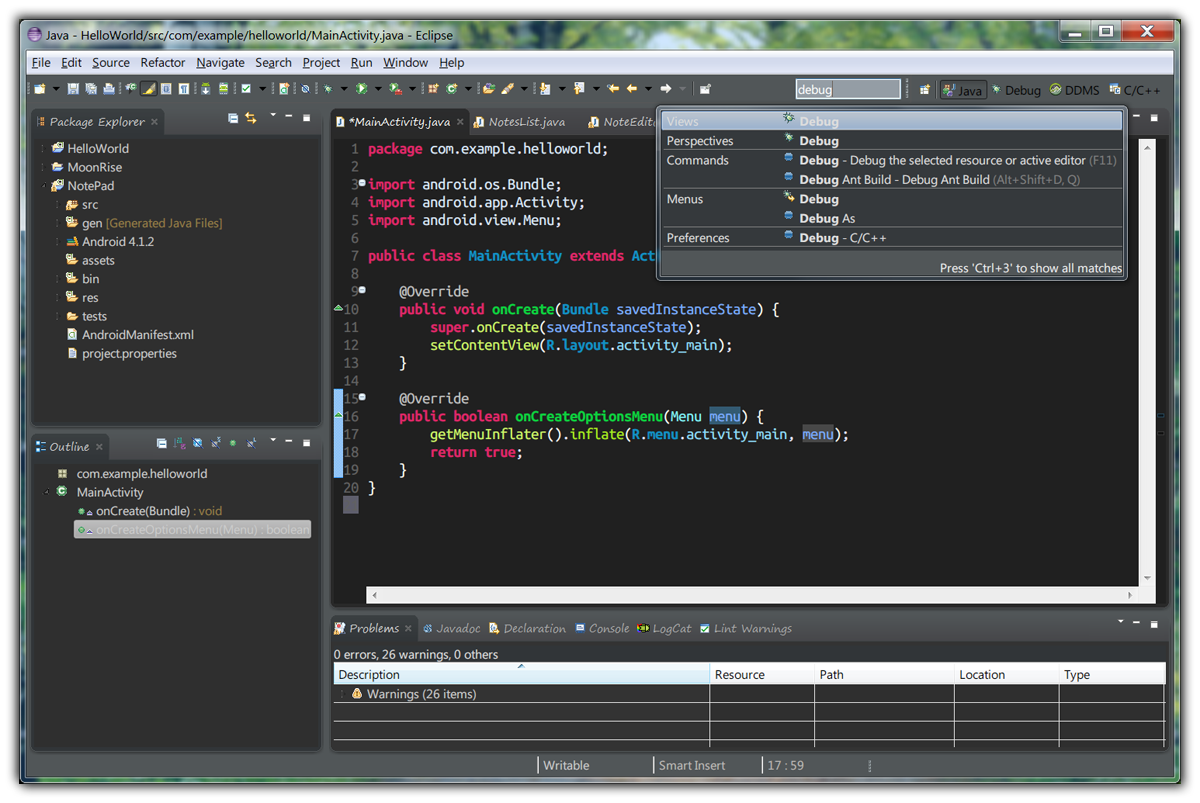 Java - HelloWorld/src/com/example/helloworld/MainActivity.java - Eclipse
File Edit Source Refactor Navigate Search Project Run Window Help
debug Java Debug DDMS C/C++
Package Explorer
HelloWorld
MoonRise
NotePad
src
gen [Generated Java Files]
Android 4.1.2
assets
bin
res
tests
AndroidManifest.xml
project.properties
Outline
com.example.helloworld
MainActivity
onCreate(Bundle) : void
onCreateOptionsMenu(Menu) : boolean
*MainActivity.java NotesList.java NoteEdito
1 package com.example.helloworld;
2
3 import android.os.Bundle;
4 import android.app.Activity;
5 import android.view.Menu;
6
7 public class MainActivity extends Act
8
9 @Override
10 public void onCreate(Bundle savedInstanceState) {
11 super.onCreate(savedInstanceState);
12 setContentView(R.layout.activity_main);
13 }
14
15 @Override
16 public boolean onCreateOptionsMenu(Menu menu) {
17 getMenuInflater().inflate(R.menu.activity_main, menu);
18 return true;
19 }
20 }
Views Debug
Perspectives Debug
Commands Debug - Debug the selected resource or active editor (F11)
Debug Ant Build - Debug Ant Build (Alt+Shift+D, Q)
Menus Debug
Debug As
Preferences Debug - C/C++
Press 'Ctrl+3' to show all matches
Problems Javadoc Declaration Console LogCat Lint Warnings
0 errors, 26 warnings, 0 others
Description Resource Path Location Type
Warnings (26 items)
Writable Smart Insert 17 : 59